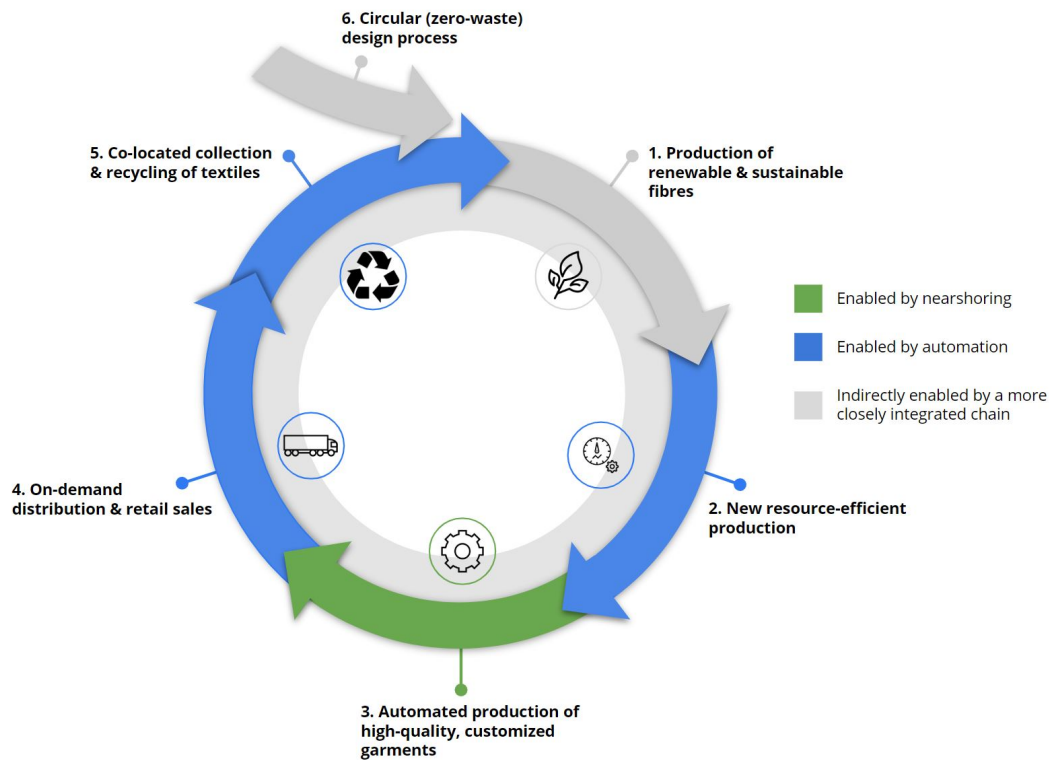 6. Circular (zero-waste)
design process
1. Production of
renewable & sustainable
fibres
2. New resource-efficient
production
3. Automated production of
high-quality, customized
garments
4. On-demand
distribution & retail sales
5. Co-located collection
& recycling of textiles
Enabled by nearshoring
Enabled by automation
Indirectly enabled by a more
closely integrated chain